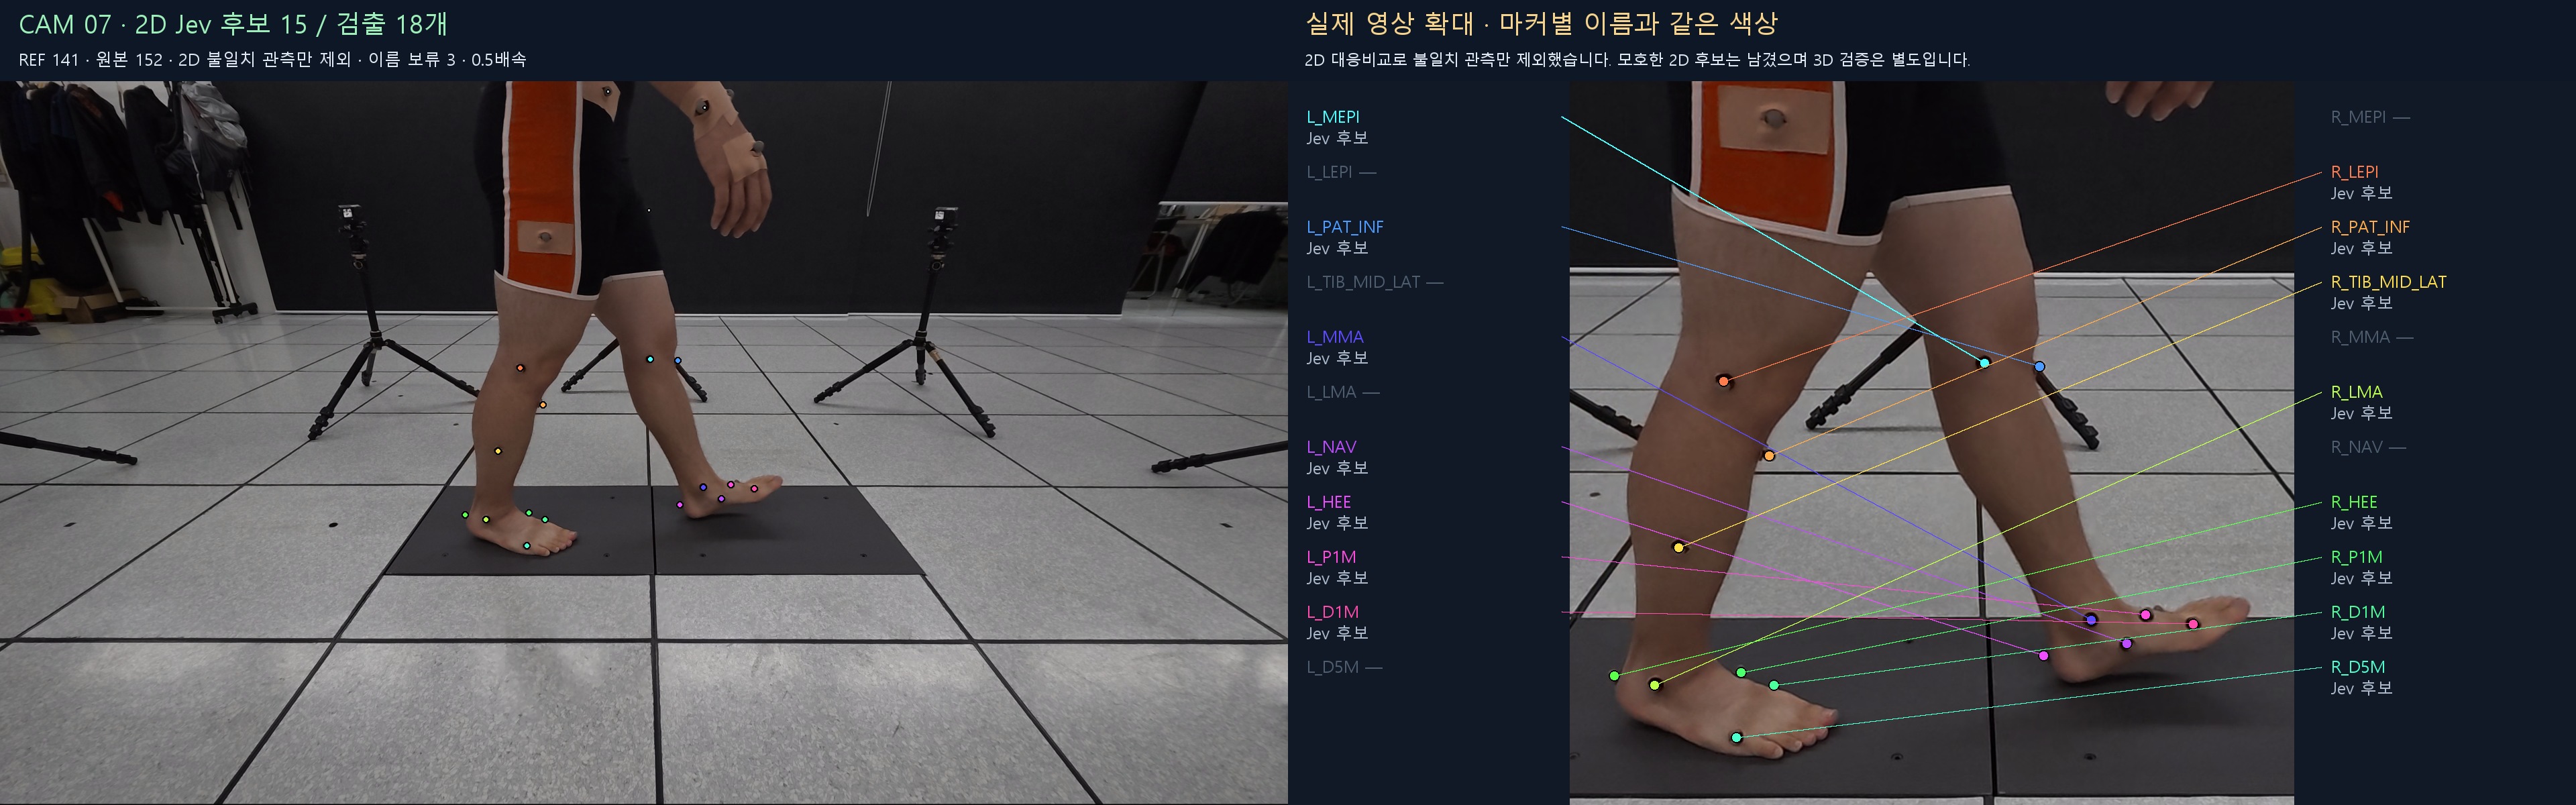 CAM 07 · 2D Jev 후보 15 / 검출 18개
REF 141 · 원본 152 · 2D 불일치 관측만 제외 · 이름 보류 3 · 0.5배속
실제 영상 확대 · 마커별 이름과 같은 색상
2D 대응비교로 불일치 관측만 제외했습니다. 모호한 2D 후보는 남겼으며 3D 검증은 별도입니다.
L_MEPI
Jev 후보
L_LEPI —
L_PAT_INF
Jev 후보
L_TIB_MID_LAT —
L_MMA
Jev 후보
L_LMA —
L_NAV
Jev 후보
L_HEE
Jev 후보
L_P1M
Jev 후보
L_D1M
Jev 후보
L_D5M —
R_MEPI —
R_LEPI
Jev 후보
R_PAT_INF
Jev 후보
R_TIB_MID_LAT
Jev 후보
R_MMA —
R_LMA
Jev 후보
R_NAV —
R_HEE
Jev 후보
R_P1M
Jev 후보
R_D1M
Jev 후보
R_D5M
Jev 후보